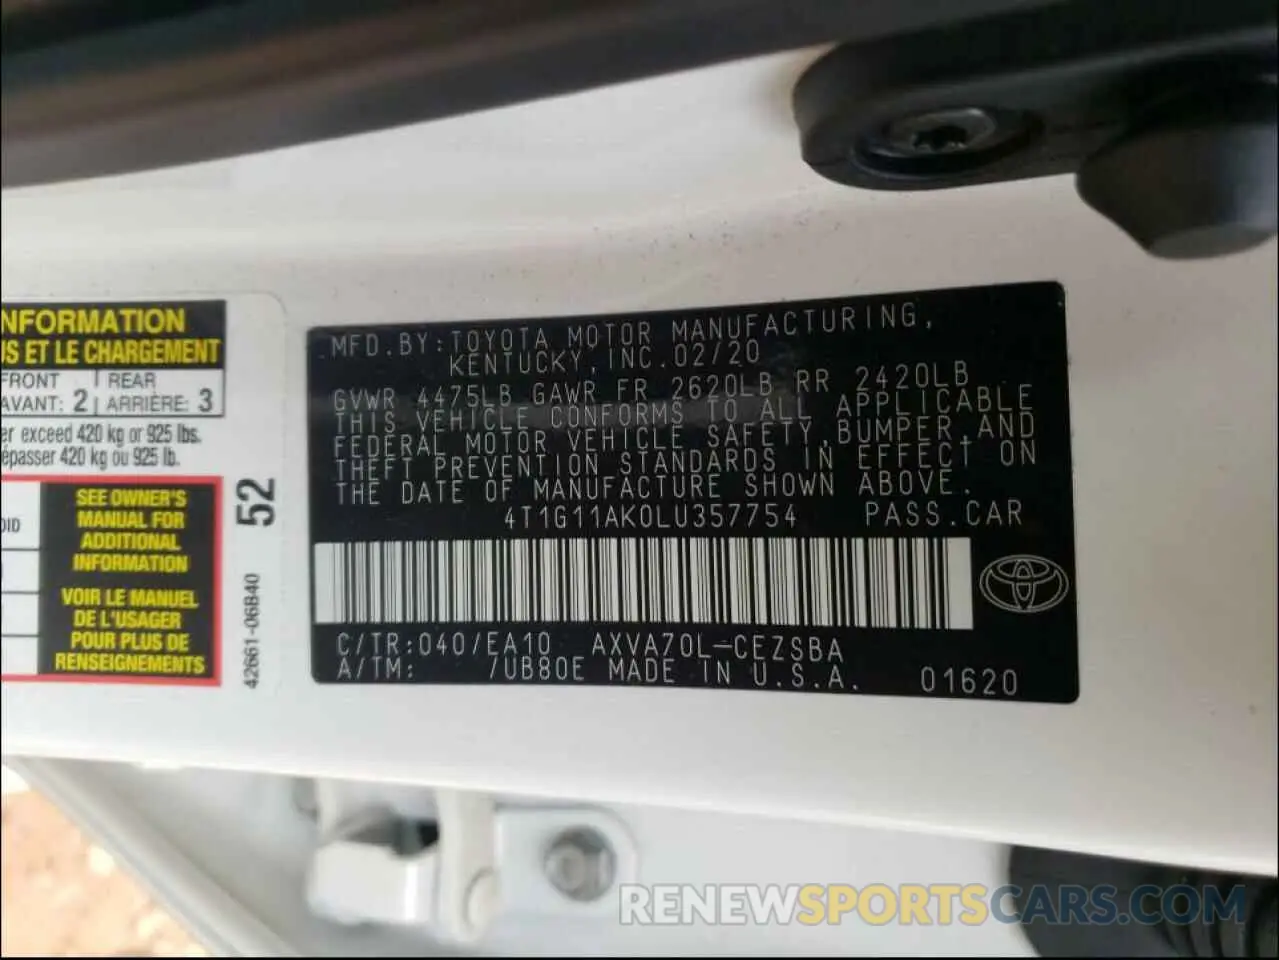 NFORMATION
S ET LE CHARGEMENT
FRONT
AVANT: 2
REAR
ARRIÈRE: 3
er exceed 420 kg or 925 lbs.
épasser 420 kg ou 925 lb.
OID
SEE OWNER'S
MANUAL FOR
ADDITIONAL
INFORMATION
VOIR LE MANUEL
DE L'USAGER
POUR PLUS DE
RENSEIGNEMENTS
52
42661-06B40
MFD.BY:TOYOTA MOTOR MANUFACTURING,
KENTUCKY,INC.02/20
GVWR 4475LB GAWR FR 2620LB RR 2420LB
THIS VEHICLE CONFORMS TO ALL APPLICABLE
FEDERAL MOTOR VEHICLE SAFETY,BUMPER,AND
THEFT PREVENTION STANDARDS IN EFFECT ON
THE DATE OF MANUFACTURE SHOWN ABOVE.
4T1G11AK0LU357754 PASS.CAR
C/TR:040/EA10 AXVA70L-CEZSBA
A/TM: /UB80E MADE IN U.S.A. 01620
RENEWSPORTSCARS.COM